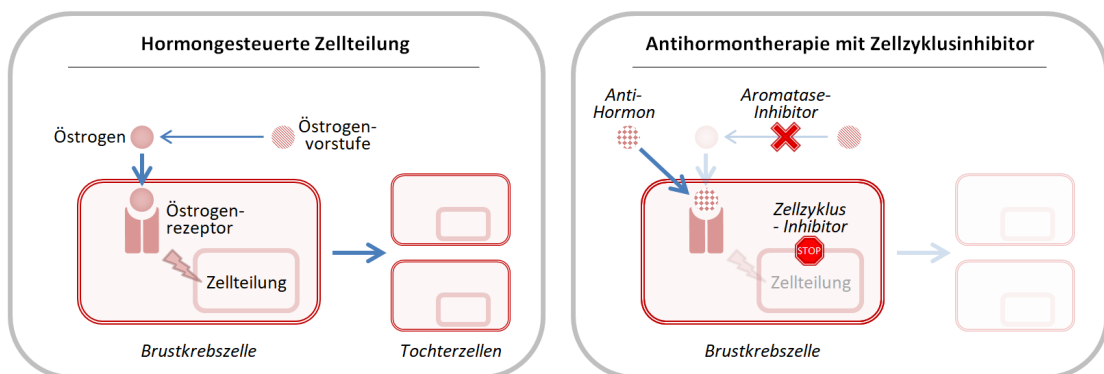 Hormongesteuerte Zellteilung
Östrogen
Östrogen-
vorstufe
Östrogen-
rezeptor
Zellteilung
Brustkrebszelle
Tochterzellen
Antihormontherapie mit Zellzyklusinhibitor
Anti-
Hormon
Aromatase-
Inhibitor
Zellzyklus
- Inhibitor
STOP
Zellteilung
Brustkrebszelle